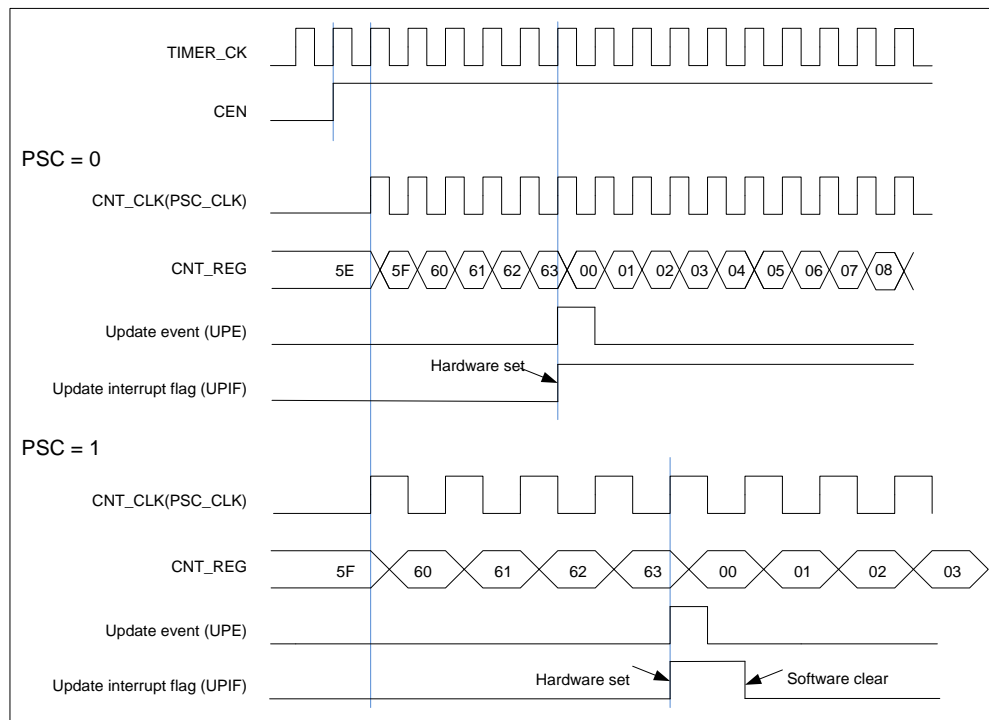 TIMER_CK
CEN
PSC = 0
CNT_CLK(PSC_CLK)
CNT_REG 5E 5F 60 61 62 63 00 01 02 03 04 05 06 07 08
Update event (UPE)
Hardware set
Update interrupt flag (UPIF)
PSC = 1
CNT_CLK(PSC_CLK)
CNT_REG 5F 60 61 62 63 00 01 02 03
Update event (UPE)
Update interrupt flag (UPIF) Hardware set Software clear